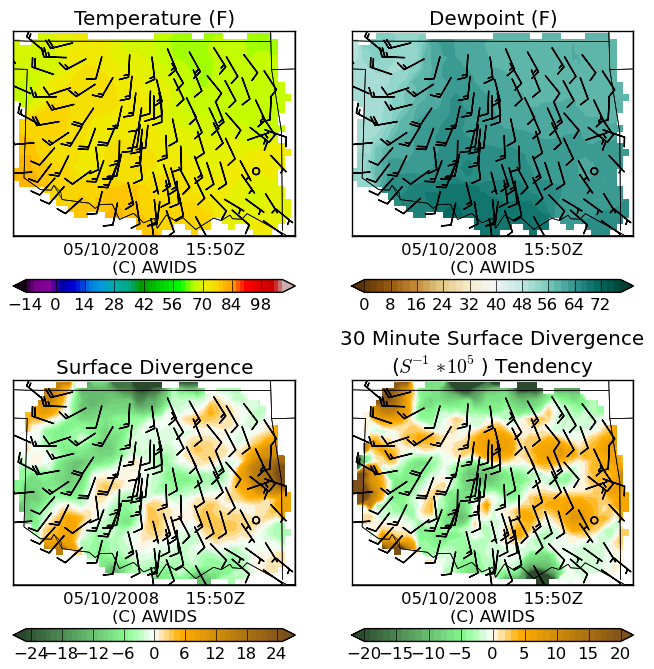 Temperature (F)
Dewpoint (F)
05/10/2008 15:50Z
(C) AWIDS
05/10/2008 15:50Z
(C) AWIDS
−14 0 14 28 42 56 70 84 98
0 8 16 24 32 40 48 56 64 72
Surface Divergence
30 Minute Surface Divergence
(S⁻¹ *10⁵ ) Tendency
05/10/2008 15:50Z
(C) AWIDS
05/10/2008 15:50Z
(C) AWIDS
−24 −18 −12 −6 0 6 12 18 24
−20 −15 −10 −5 0 5 10 15 20